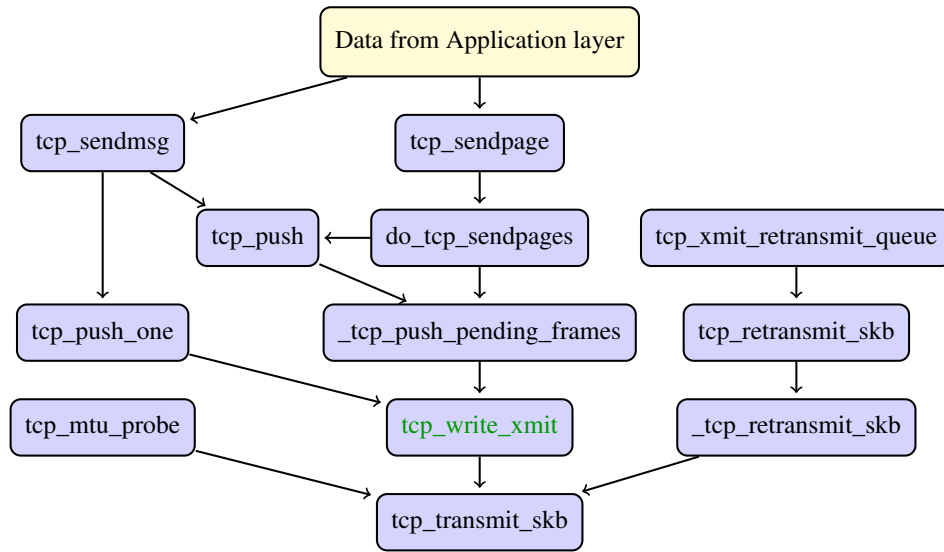 Data from Application layer
tcp_sendmsg
tcp_sendpage
tcp_push
do_tcp_sendpages
tcp_xmit_retransmit_queue
tcp_push_one
_tcp_push_pending_frames
tcp_retransmit_skb
tcp_mtu_probe
tcp_write_xmit
_tcp_retransmit_skb
tcp_transmit_skb